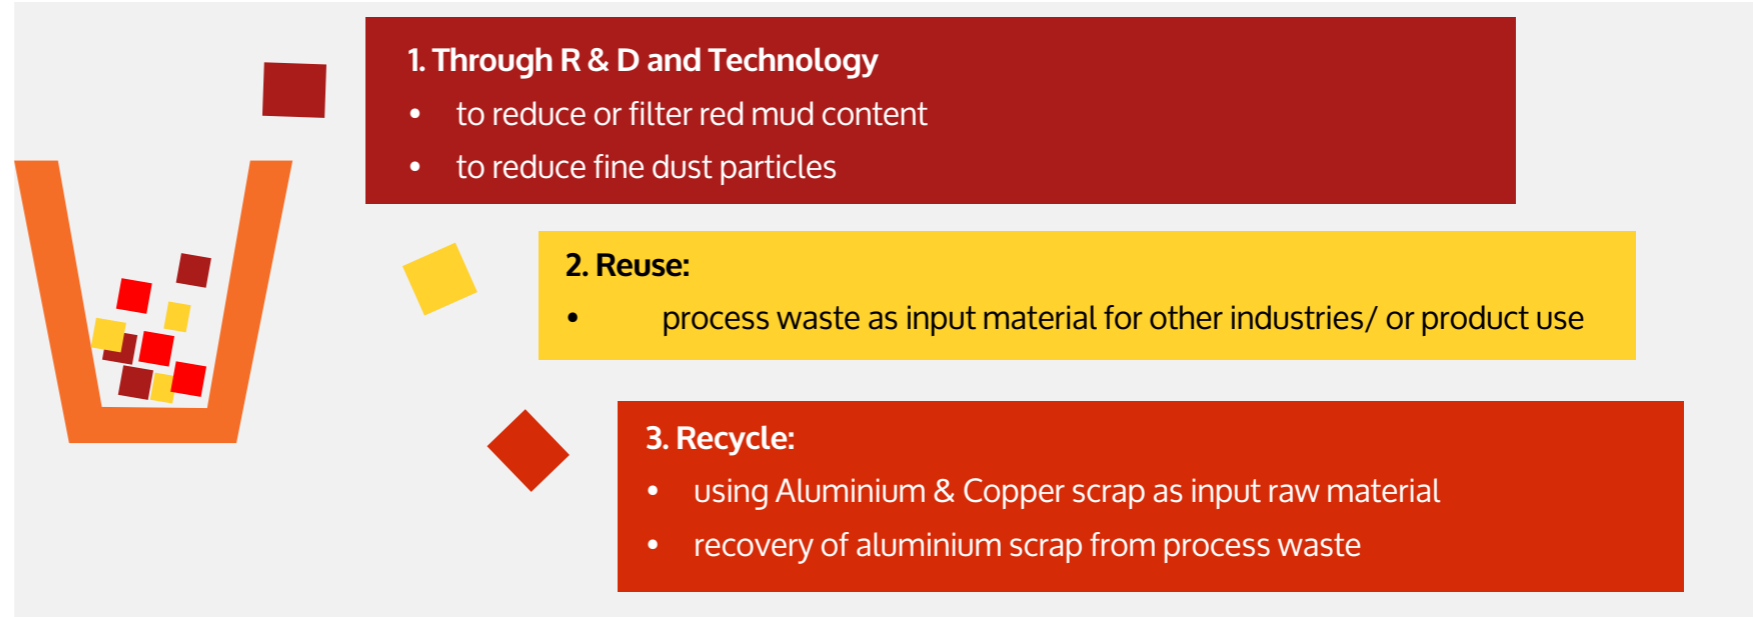 1. Through R & D and Technology
• to reduce or filter red mud content
• to reduce fine dust particles
2. Reuse:
• process waste as input material for other industries/ or product use
3. Recycle:
• using Aluminium & Copper scrap as input raw material
• recovery of aluminium scrap from process waste